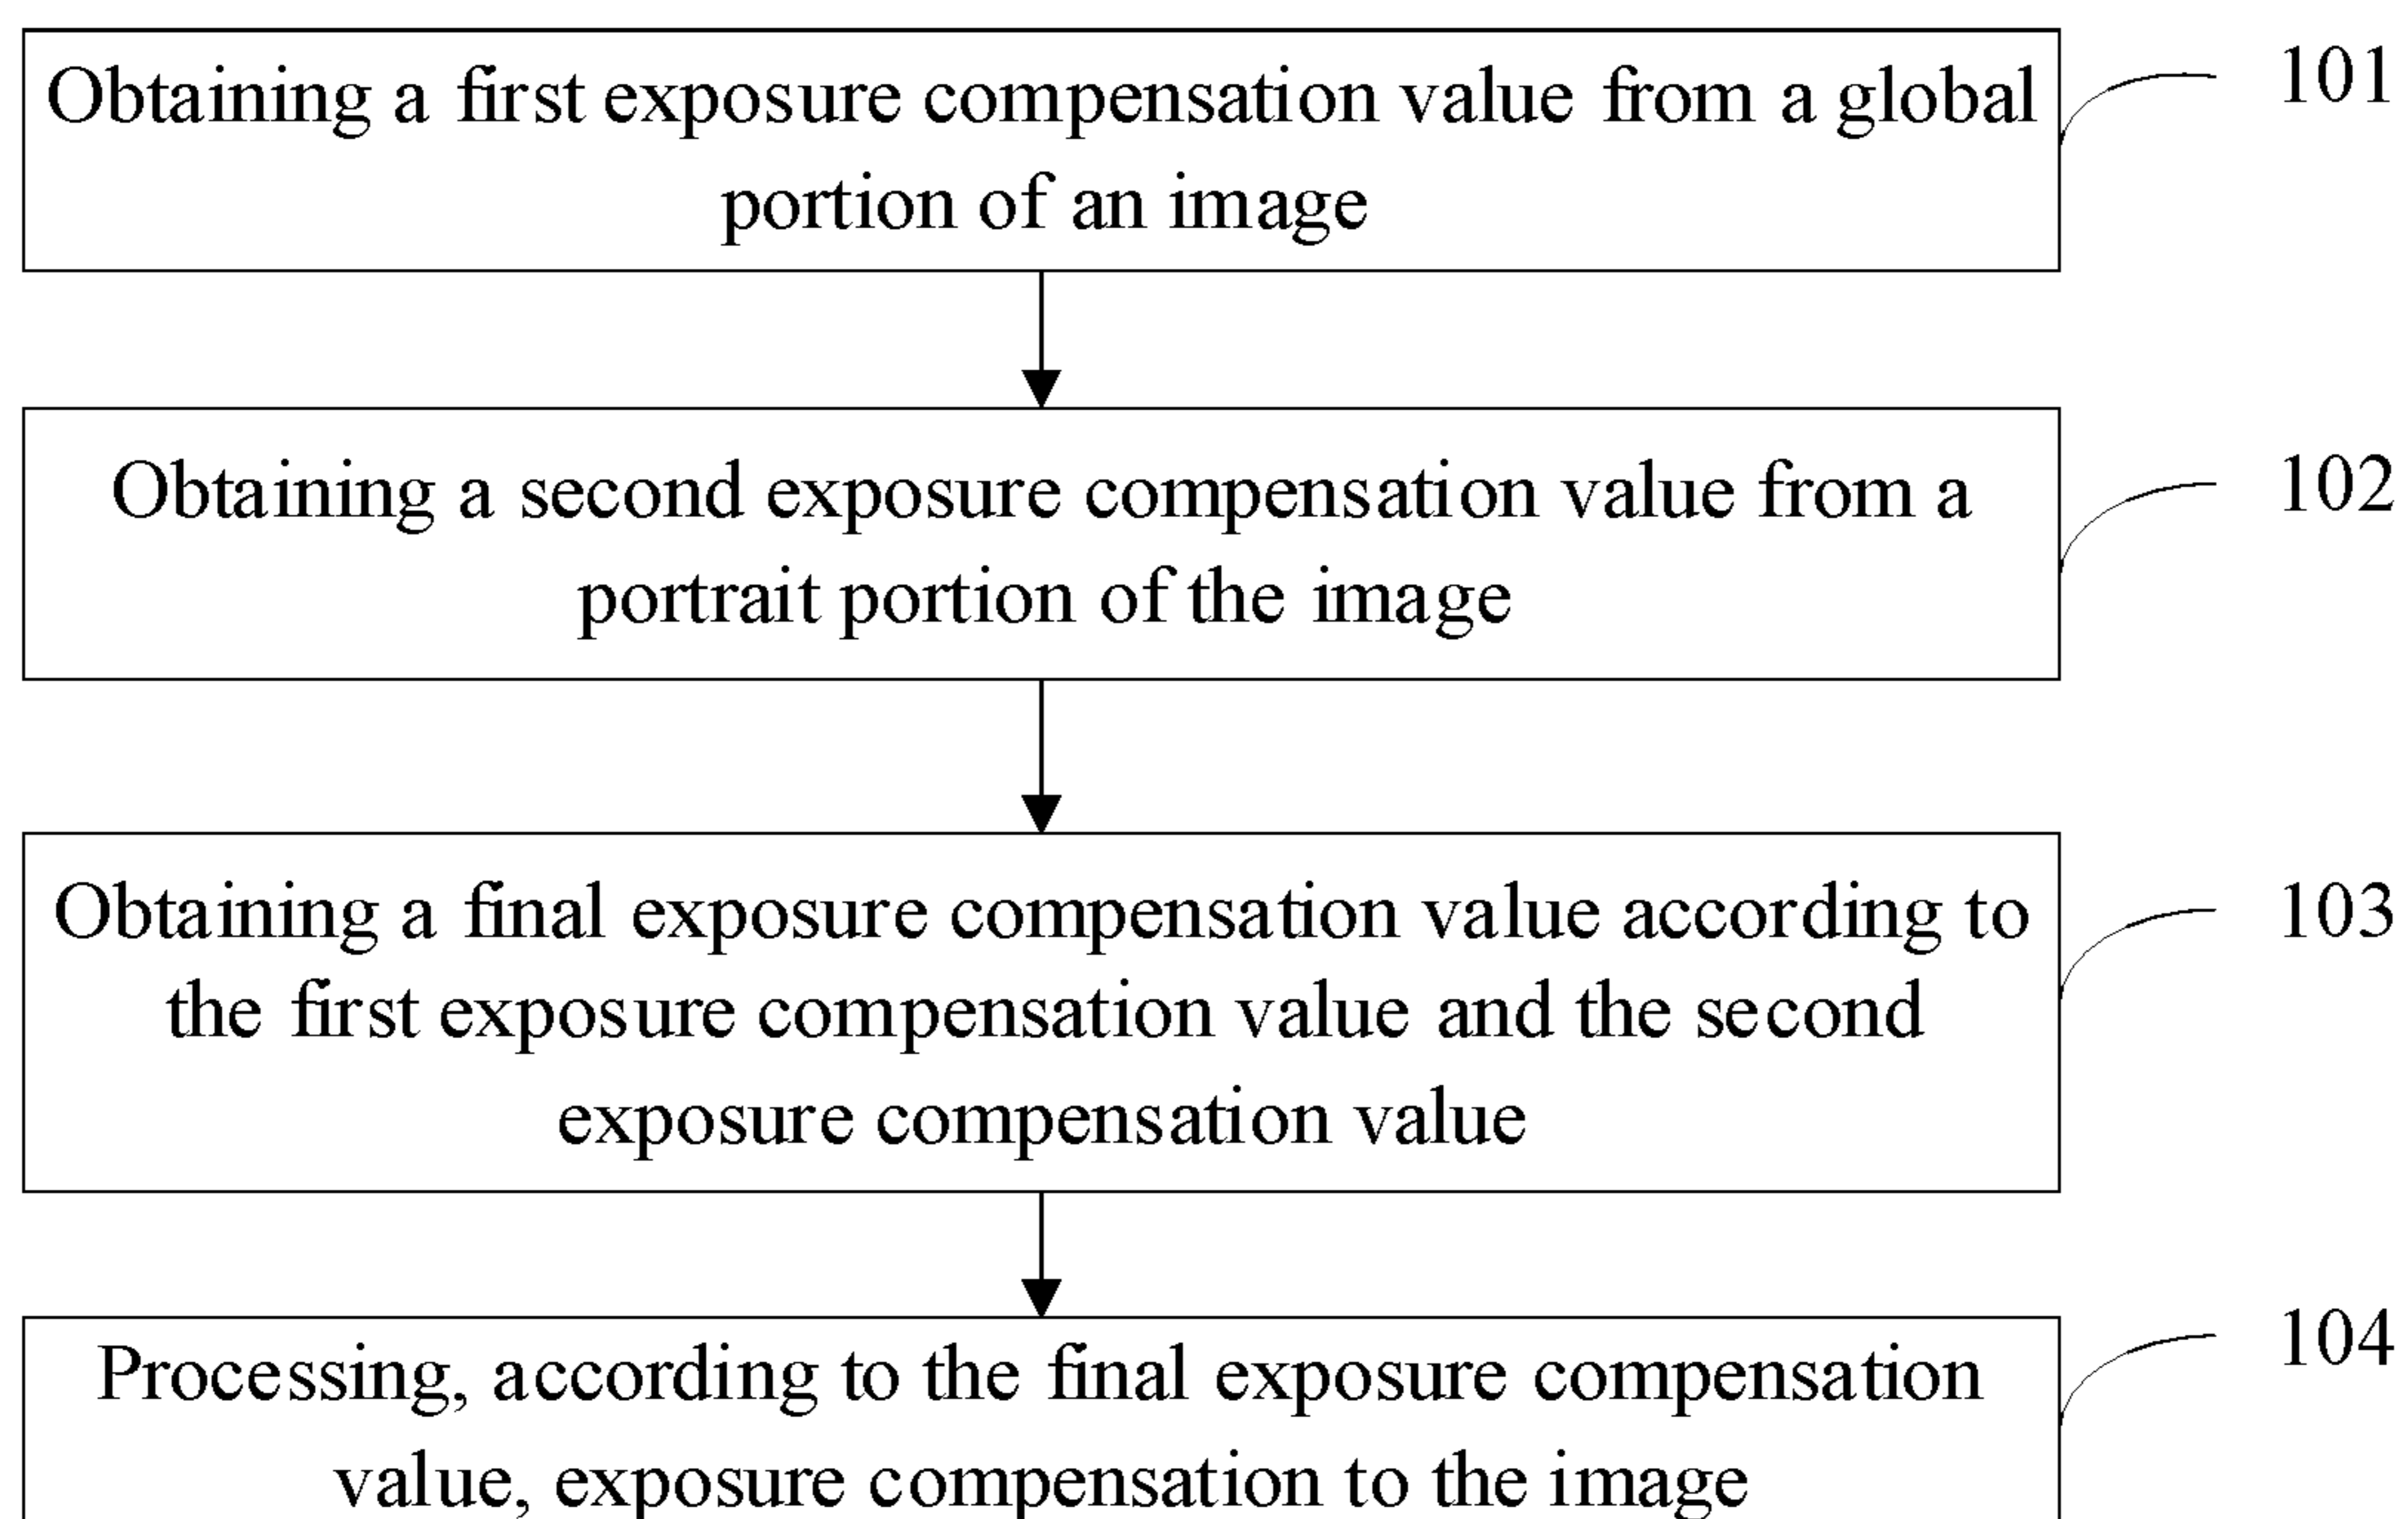 Obtaining a first exposure compensation value from a global
portion of an image
101
Obtaining a second exposure compensation value from a
portrait portion of the image
102
Obtaining a final exposure compensation value according to
the first exposure compensation value and the second
exposure compensation value
103
Processing, according to the final exposure compensation
value, exposure compensation to the image
104